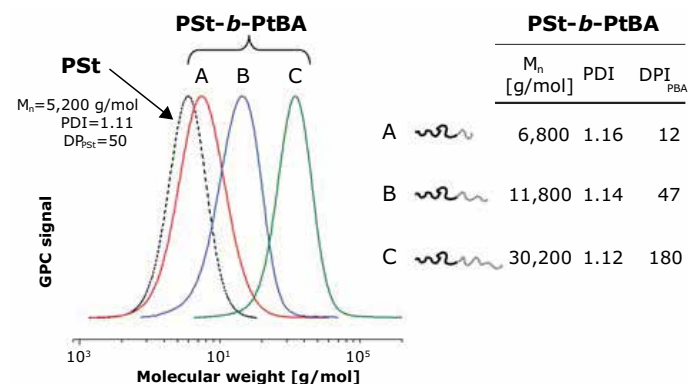 PSt-b-PtBA
PSt
Mn=5,200 g/mol
PDI=1.11
DPPSt=50
A B C
GPC signal
10³ 10¹ 10⁵
Molecular weight [g/mol]
PSt-b-PtBA
Mn [g/mol] PDI DPIPBA
A 6,800 1.16 12
B 11,800 1.14 47
C 30,200 1.12 180